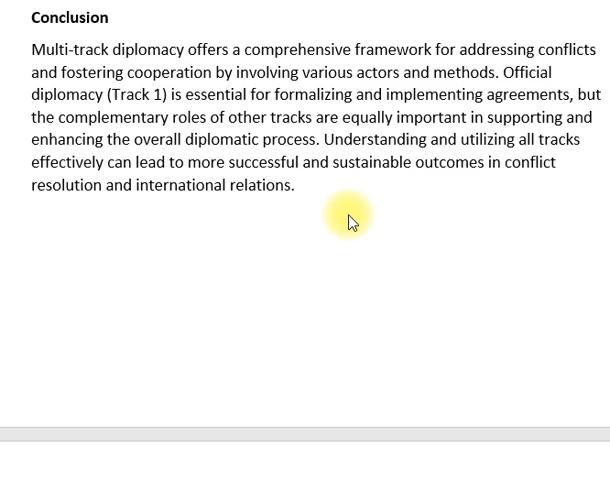 Conclusion
Multi-track diplomacy offers a comprehensive framework for addressing conflicts
and fostering cooperation by involving various actors and methods. Official
diplomacy (Track 1) is essential for formalizing and implementing agreements, but
the complementary roles of other tracks are equally important in supporting and
enhancing the overall diplomatic process. Understanding and utilizing all tracks
effectively can lead to more successful and sustainable outcomes in conflict
resolution and international relations.